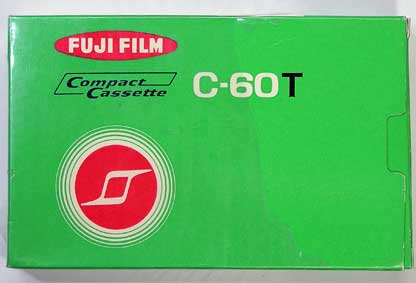 FUJI FILM
Compact
Cassette
C-60T